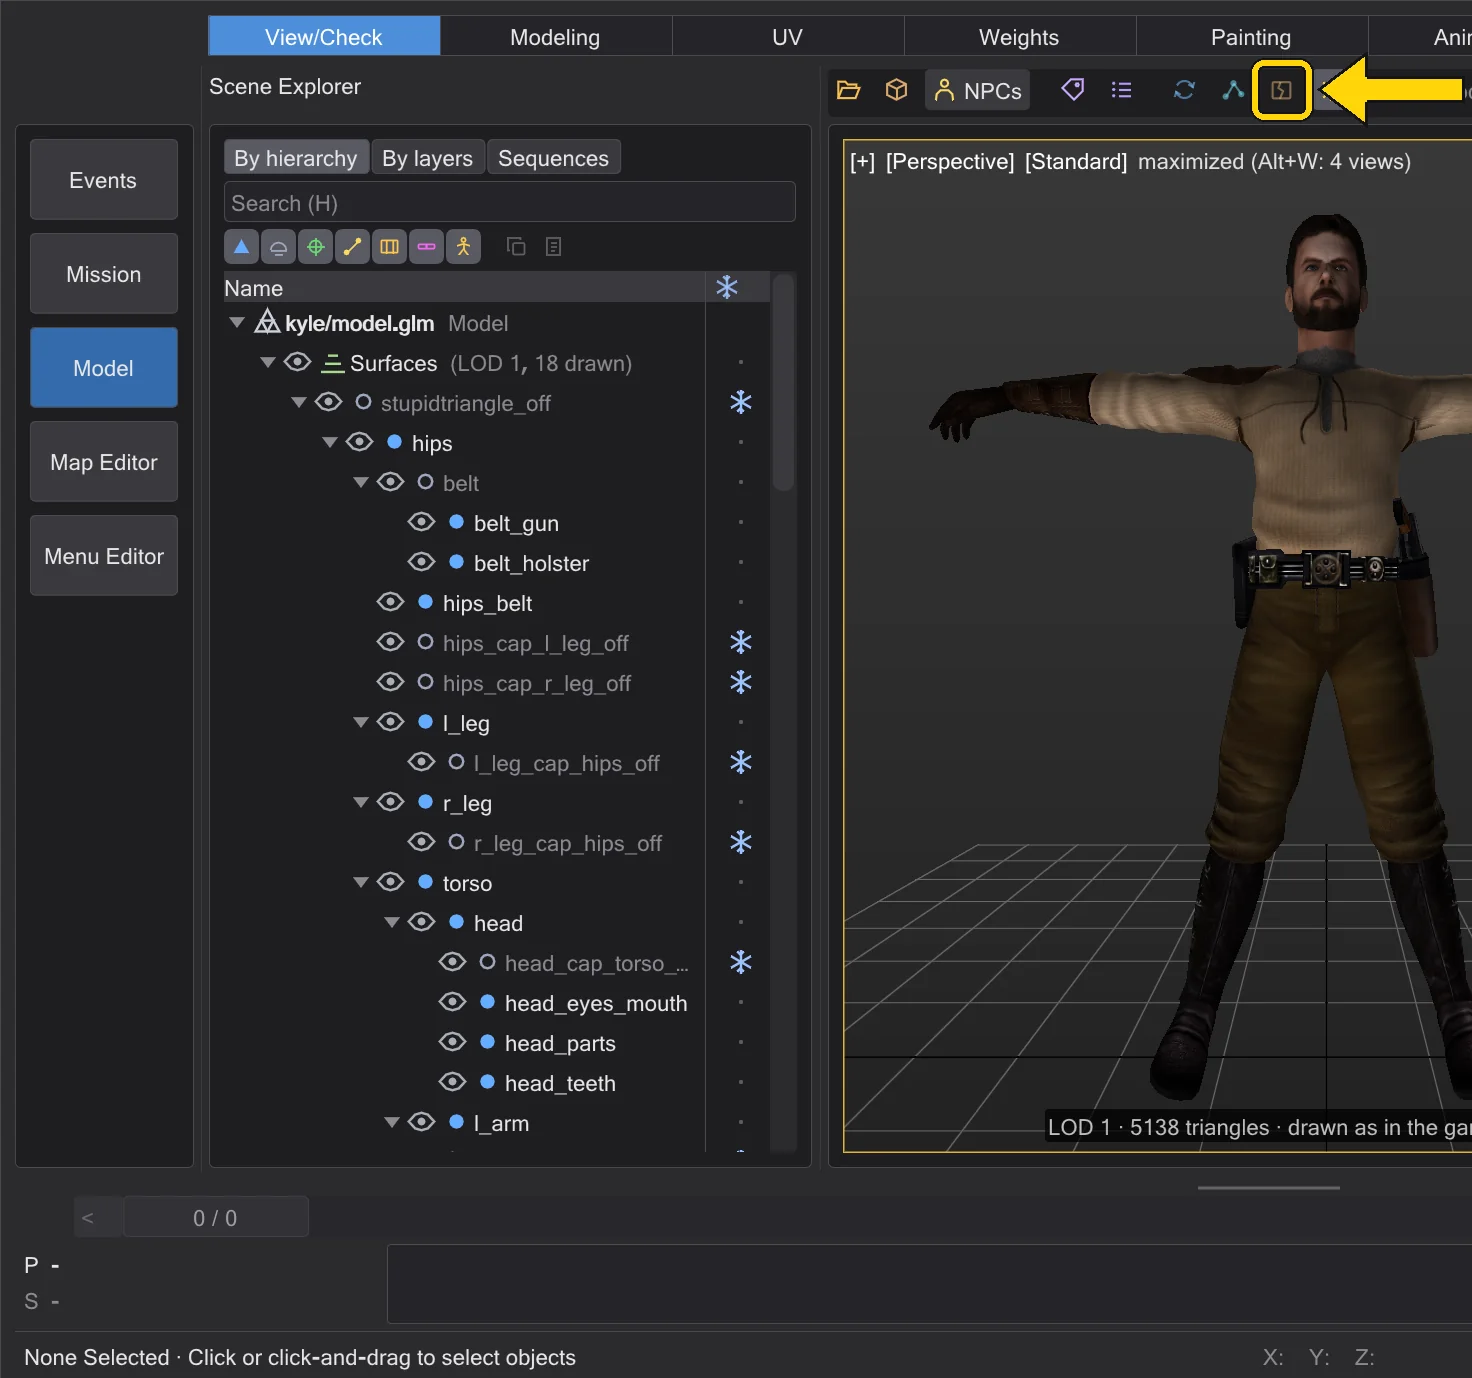 View/Check
Modeling
UV
Weights
Painting
Scene Explorer
NPCs
Events
Mission
Model
Map Editor
Menu Editor
By hierarchy
By layers
Sequences
Search (H)
Name
kyle/model.glm Model
Surfaces (LOD 1, 18 drawn)
stupidtriangle_off
hips
belt
belt_gun
belt_holster
hips_belt
hips_cap_l_leg_off
hips_cap_r_leg_off
l_leg
l_leg_cap_hips_off
r_leg
r_leg_cap_hips_off
torso
head
head_cap_torso_...
head_eyes_mouth
head_parts
head_teeth
l_arm
[+] [Perspective] [Standard] maximized (Alt+W: 4 views)
LOD 1 · 5138 triangles · drawn as in the
< 0 / 0
P -
S -
None Selected · Click or click-and-drag to select objects
X: Y: Z: